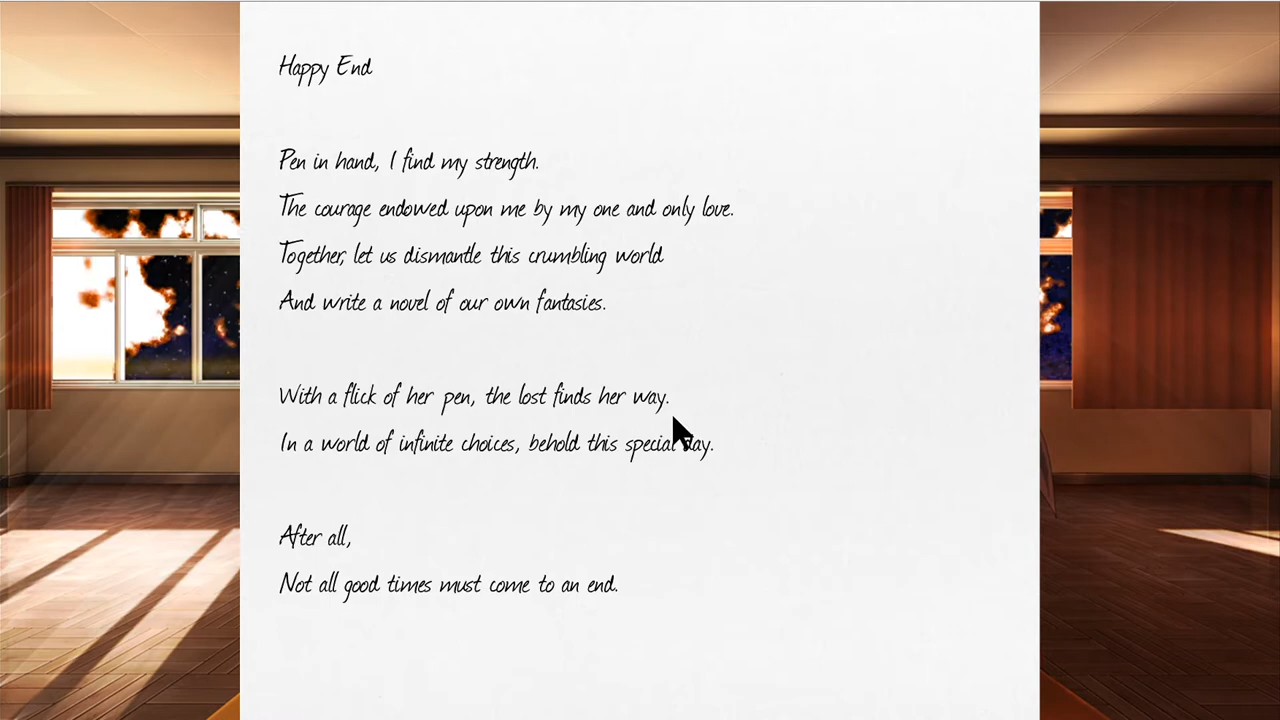 Happy End
Pen in hand, I find my strength.
The courage endowed upon me by my one and only love.
Together, let us dismantle this crumbling world
And write a novel of our own fantasies.
With a flick of her pen, the lost finds her way.
In a world of infinite choices, behold this special day.
After all,
Not all good times must come to an end.